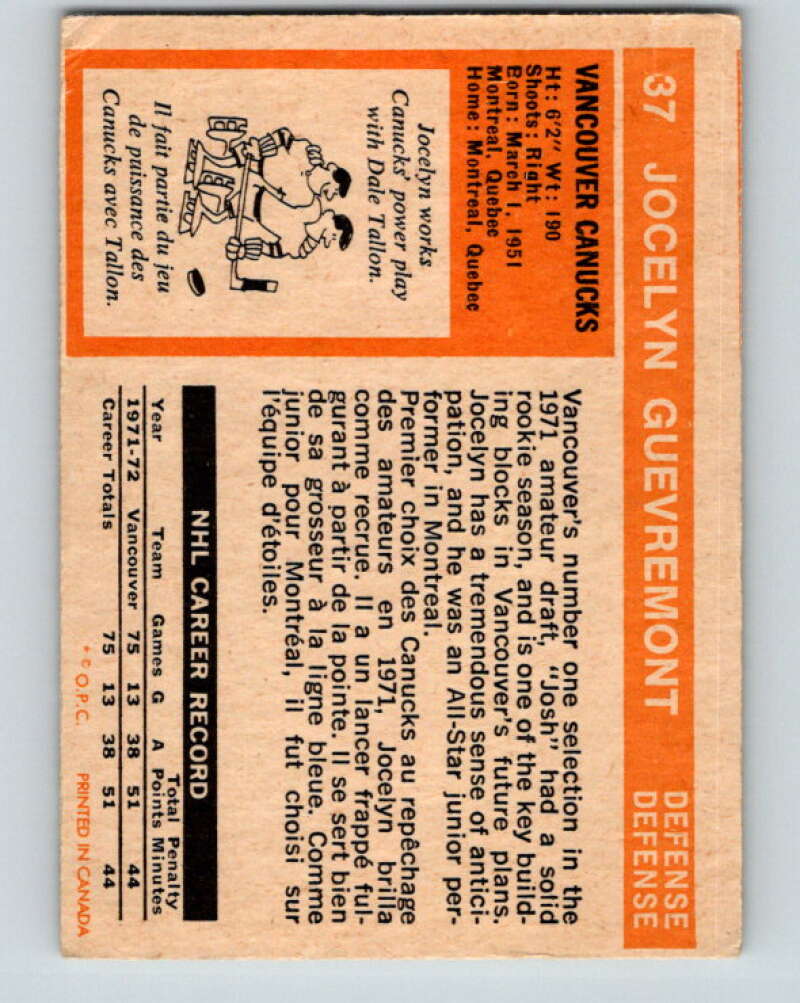 37 JOCELYN GUEVREMONT
DEFENSE
DEFENSE
VANCOUVER CANUCKS
Ht: 6'2" Wt: 190
Shoots: Right
Born: March 1, 1951
Montreal, Quebec
Home: Montreal, Quebec
Jocelyn works
Canucks' power play
with Dale Tallon.
Il fait partie du jeu
de puissance des
Canucks avec Tallon.
Vancouver's number one selection in the
1971 amateur draft, "Josh" had a solid
rookie season, and is one of the key build-
ing blocks in Vancouver's future plans.
Jocelyn has a tremendous sense of antici-
pation, and he was an All-Star junior per-
former in Montreal.
Premier choix des Canucks au repêchage
des amateurs en 1971, Jocelyn brilla
comme recrue. Il a un lancer frappé ful-
gurant à partir de la pointe. Il se sert bien
de sa grosseur à la ligne bleue. Comme
junior pour Montréal, il fut choisi sur
l'équipe d'étoiles.
NHL CAREER RECORD
Total Penalty
Year Team Games G A Points Minutes
1971-72 Vancouver 75 13 38 51 44
Career Totals 75 13 38 51 44
* © O.P.C. PRINTED IN CANADA